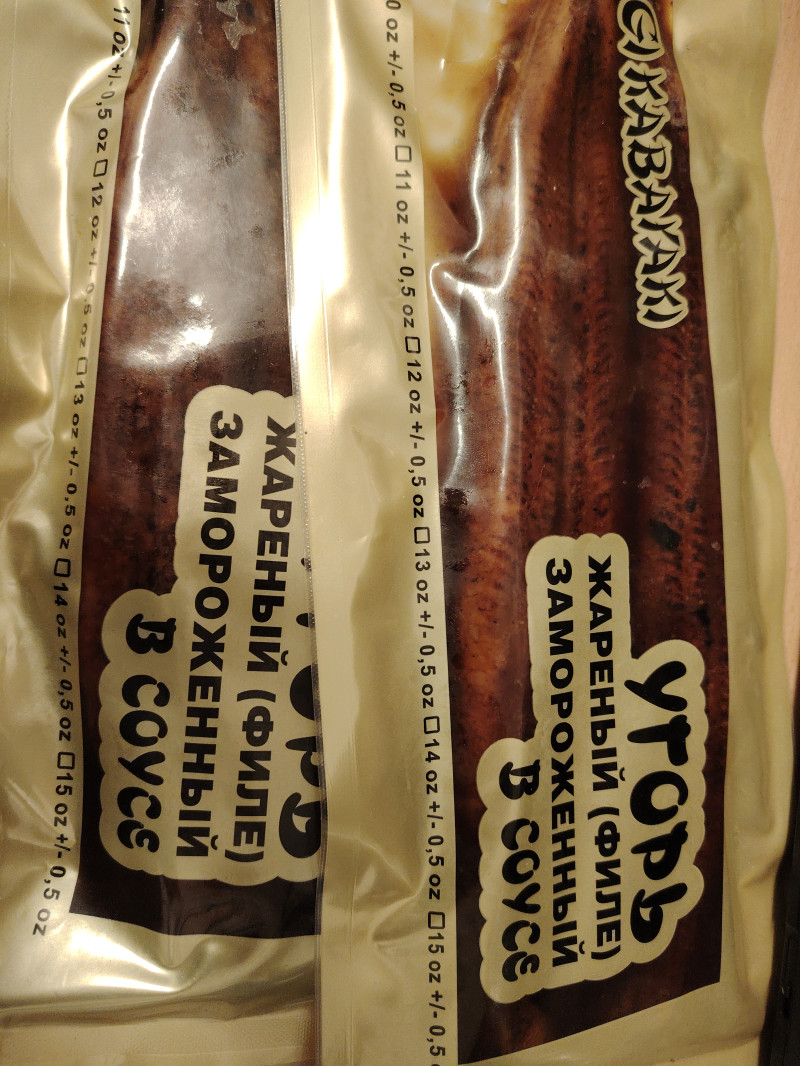 KABAYAKI
УГОРЬ
ЖАРЕНЫЙ (ФИЛЕ)
ЗАМОРОЖЕННЫЙ
В СОУСЕ
0 oz +/- 0,5 oz ☐ 11 oz +/- 0,5 oz ☐ 12 oz +/- 0,5 oz ☐ 13 oz +/- 0,5 oz ☐ 14 oz +/- 0,5 oz ☐ 15 oz +/- 0,5
ЖАРЕНЫЙ (ФИЛЕ)
ЗАМОРОЖЕННЫЙ
В СОУСЕ
11 oz +/- 0,5 oz ☐ 12 oz +/- 0,5 oz ☐ 13 oz +/- 0,5 oz ☐ 14 oz +/- 0,5 oz ☐ 15 oz +/- 0,5 oz